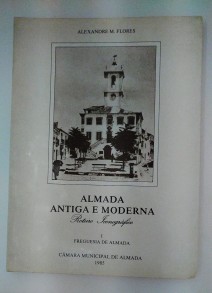 ALEXANDRE M. FLORES
ALMADA
ANTIGA E MODERNA
Roteiro Iconográfico
I
FREGUESIA DE ALMADA
CÂMARA MUNICIPAL DE ALMADA
1985